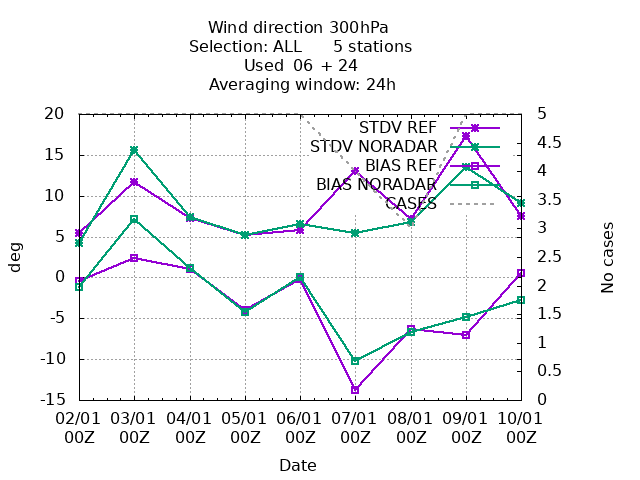 Wind direction 300hPa
Selection: ALL 5 stations
Used 06 + 24
Averaging window: 24h
STDV REF
STDV NORADAR
BIAS REF
BIAS NORADAR
CASES
20
15
10
5
0
-5
-10
-15
deg
5
4.5
4
3.5
3
2.5
2
1.5
1
0.5
0
No cases
02/01 03/01 04/01 05/01 06/01 07/01 08/01 09/01 10/01
00Z 00Z 00Z 00Z 00Z 00Z 00Z 00Z 00Z
Date